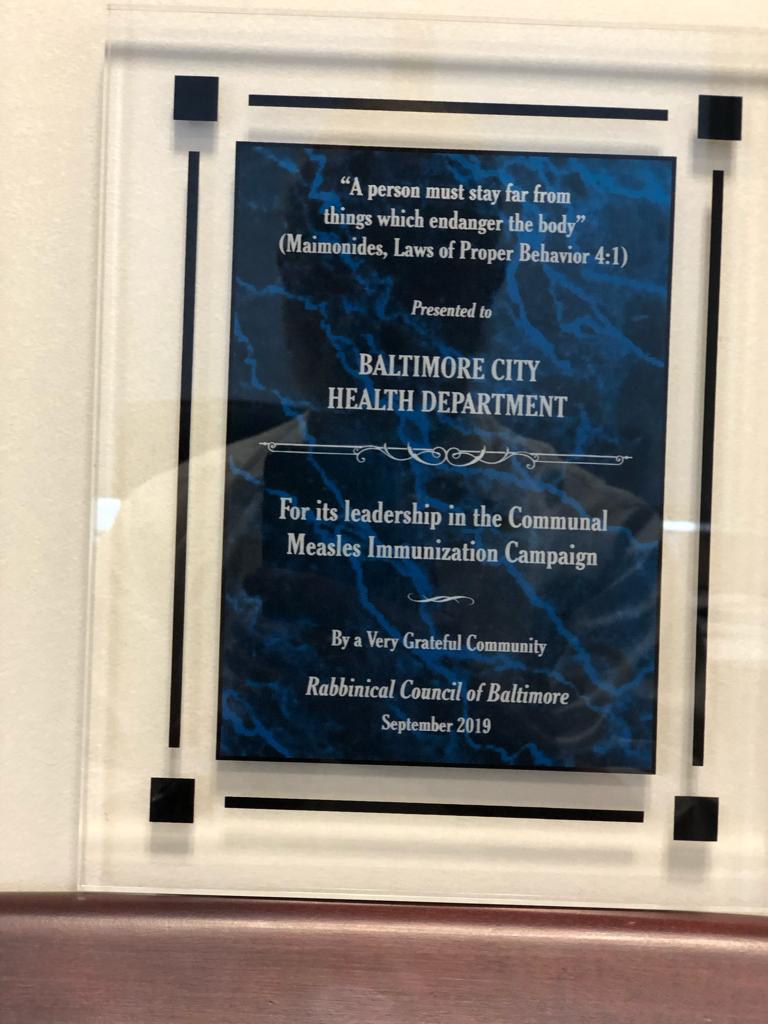 “A person must stay far from
things which endanger the body”
(Maimonides, Laws of Proper Behavior 4:1)
Presented to
BALTIMORE CITY
HEALTH DEPARTMENT
For its leadership in the Communal
Measles Immunization Campaign
By a Very Grateful Community
Rabbinical Council of Baltimore
September 2019